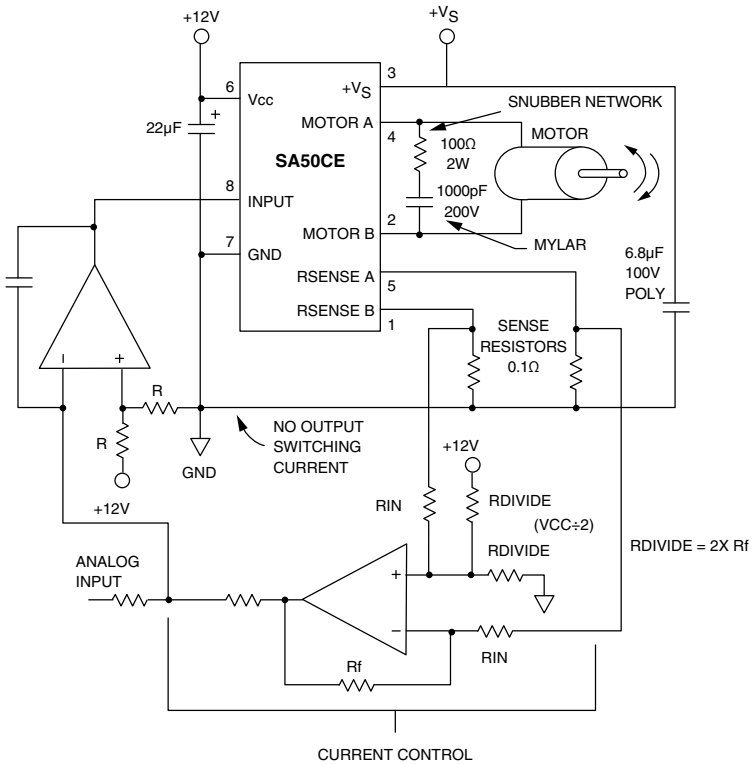 +12V
+VS
6
Vcc
22µF
+
SA50CE
3
+VS
MOTOR A
4
SNUBBER NETWORK
100Ω
2W
MOTOR
1000pF
200V
8
INPUT
7
GND
2
MOTOR B
MYLAR
RSENSE A
5
RSENSE B
1
6.8µF
100V
POLY
SENSE
RESISTORS
0.1Ω
– +
R
R
+12V
GND
NO OUTPUT
SWITCHING
CURRENT
+12V
RIN
RDIVIDE
(VCC÷2)
RDIVIDE
RDIVIDE = 2X Rf
ANALOG
INPUT
+
–
RIN
Rf
CURRENT CONTROL